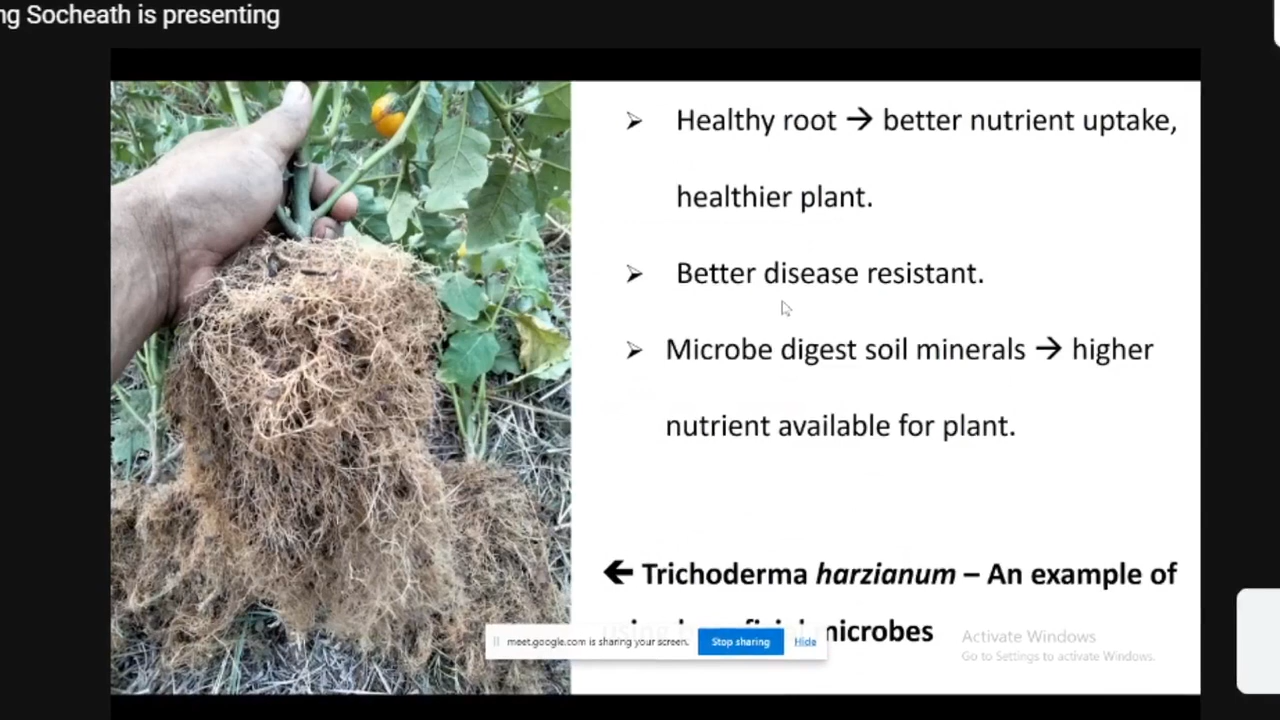 ng Socheath is presenting
➢ Healthy root → better nutrient uptake,
healthier plant.
➢ Better disease resistant.
➢ Microbe digest soil minerals → higher
nutrient available for plant.
← Trichoderma harzianum – An example of
microbes
meet.google.com is sharing your screen. Stop sharing Hide
Activate Windows
Go to Settings to activate Windows.